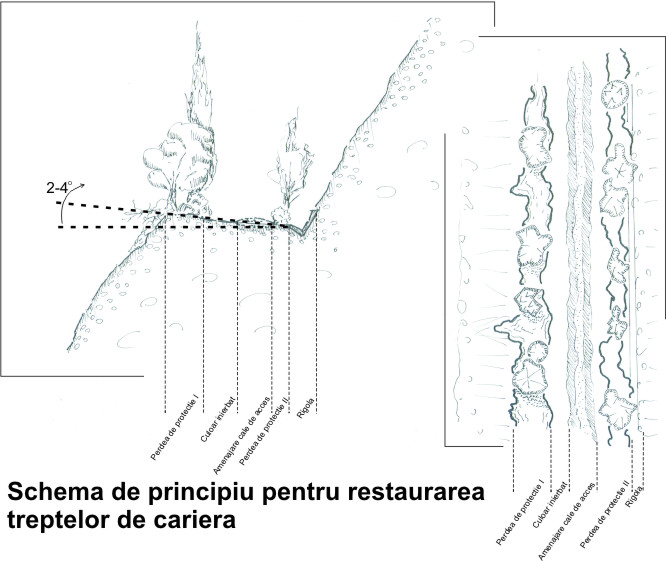 2-4°
Perdea de protectie I
Culoar inierbat
Amenajare cale de acces
Perdea de protectie II
Rigola
Perdea de protectie I
Culoar inierbat
Amenajare cale de acces
Perdea de protectie II
Rigola
Schema de principiu pentru restaurarea
treptelor de cariera